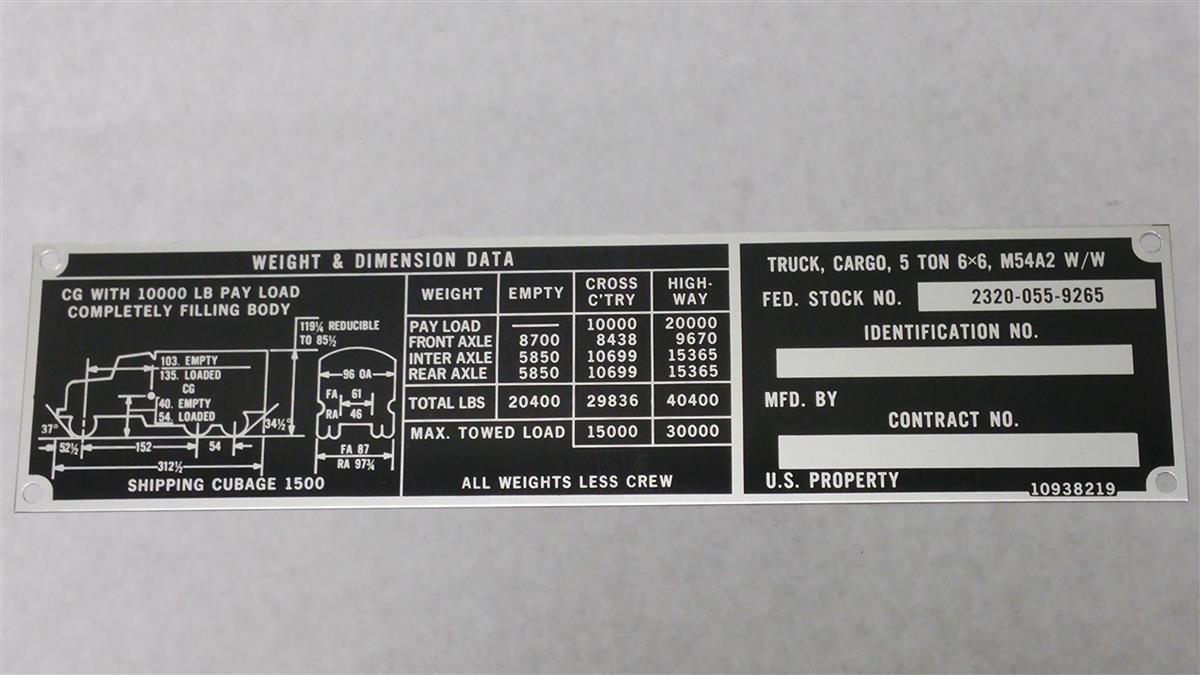 WEIGHT & DIMENSION DATA
CG WITH 10000 LB PAY LOAD
COMPLETELY FILLING BODY
119¼ REDUCIBLE
TO 85½
103. EMPTY
135. LOADED
CG
40. EMPTY
54. LOADED
37°
34½°
52½
152
54
312½
96 OA
FA 61
RA 46
FA 87
RA 97¾
SHIPPING CUBAGE 1500
WEIGHT EMPTY CROSS C'TRY HIGH-WAY
PAY LOAD —— 10000 20000
FRONT AXLE 8700 8438 9670
INTER AXLE 5850 10699 15365
REAR AXLE 5850 10699 15365
TOTAL LBS 20400 29836 40400
MAX. TOWED LOAD 15000 30000
ALL WEIGHTS LESS CREW
TRUCK, CARGO, 5 TON 6×6, M54A2 W/W
FED. STOCK NO. 2320-055-9265
IDENTIFICATION NO.
MFD. BY
CONTRACT NO.
U.S. PROPERTY
10938219